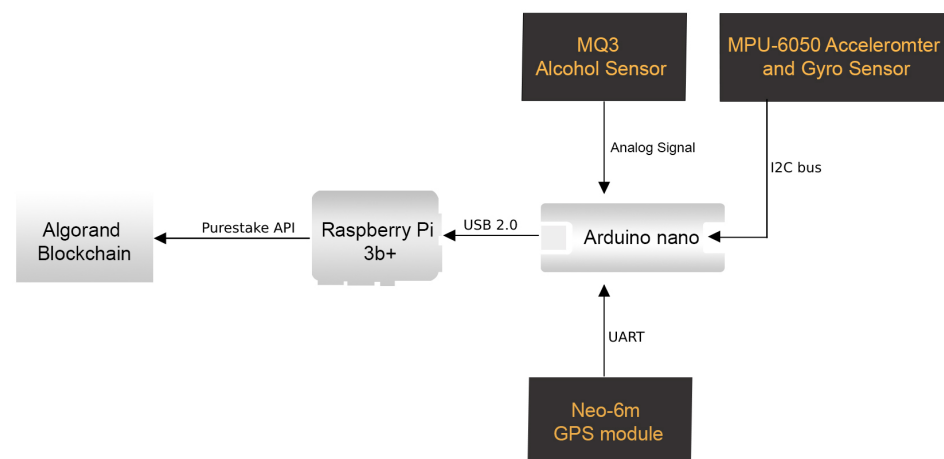 MQ3
Alcohol Sensor
MPU-6050 Acceleromter
and Gyro Sensor
Analog Signal
I2C bus
Algorand
Blockchain
Purestake API
Raspberry Pi
3b+
USB 2.0
Arduino nano
UART
Neo-6m
GPS module